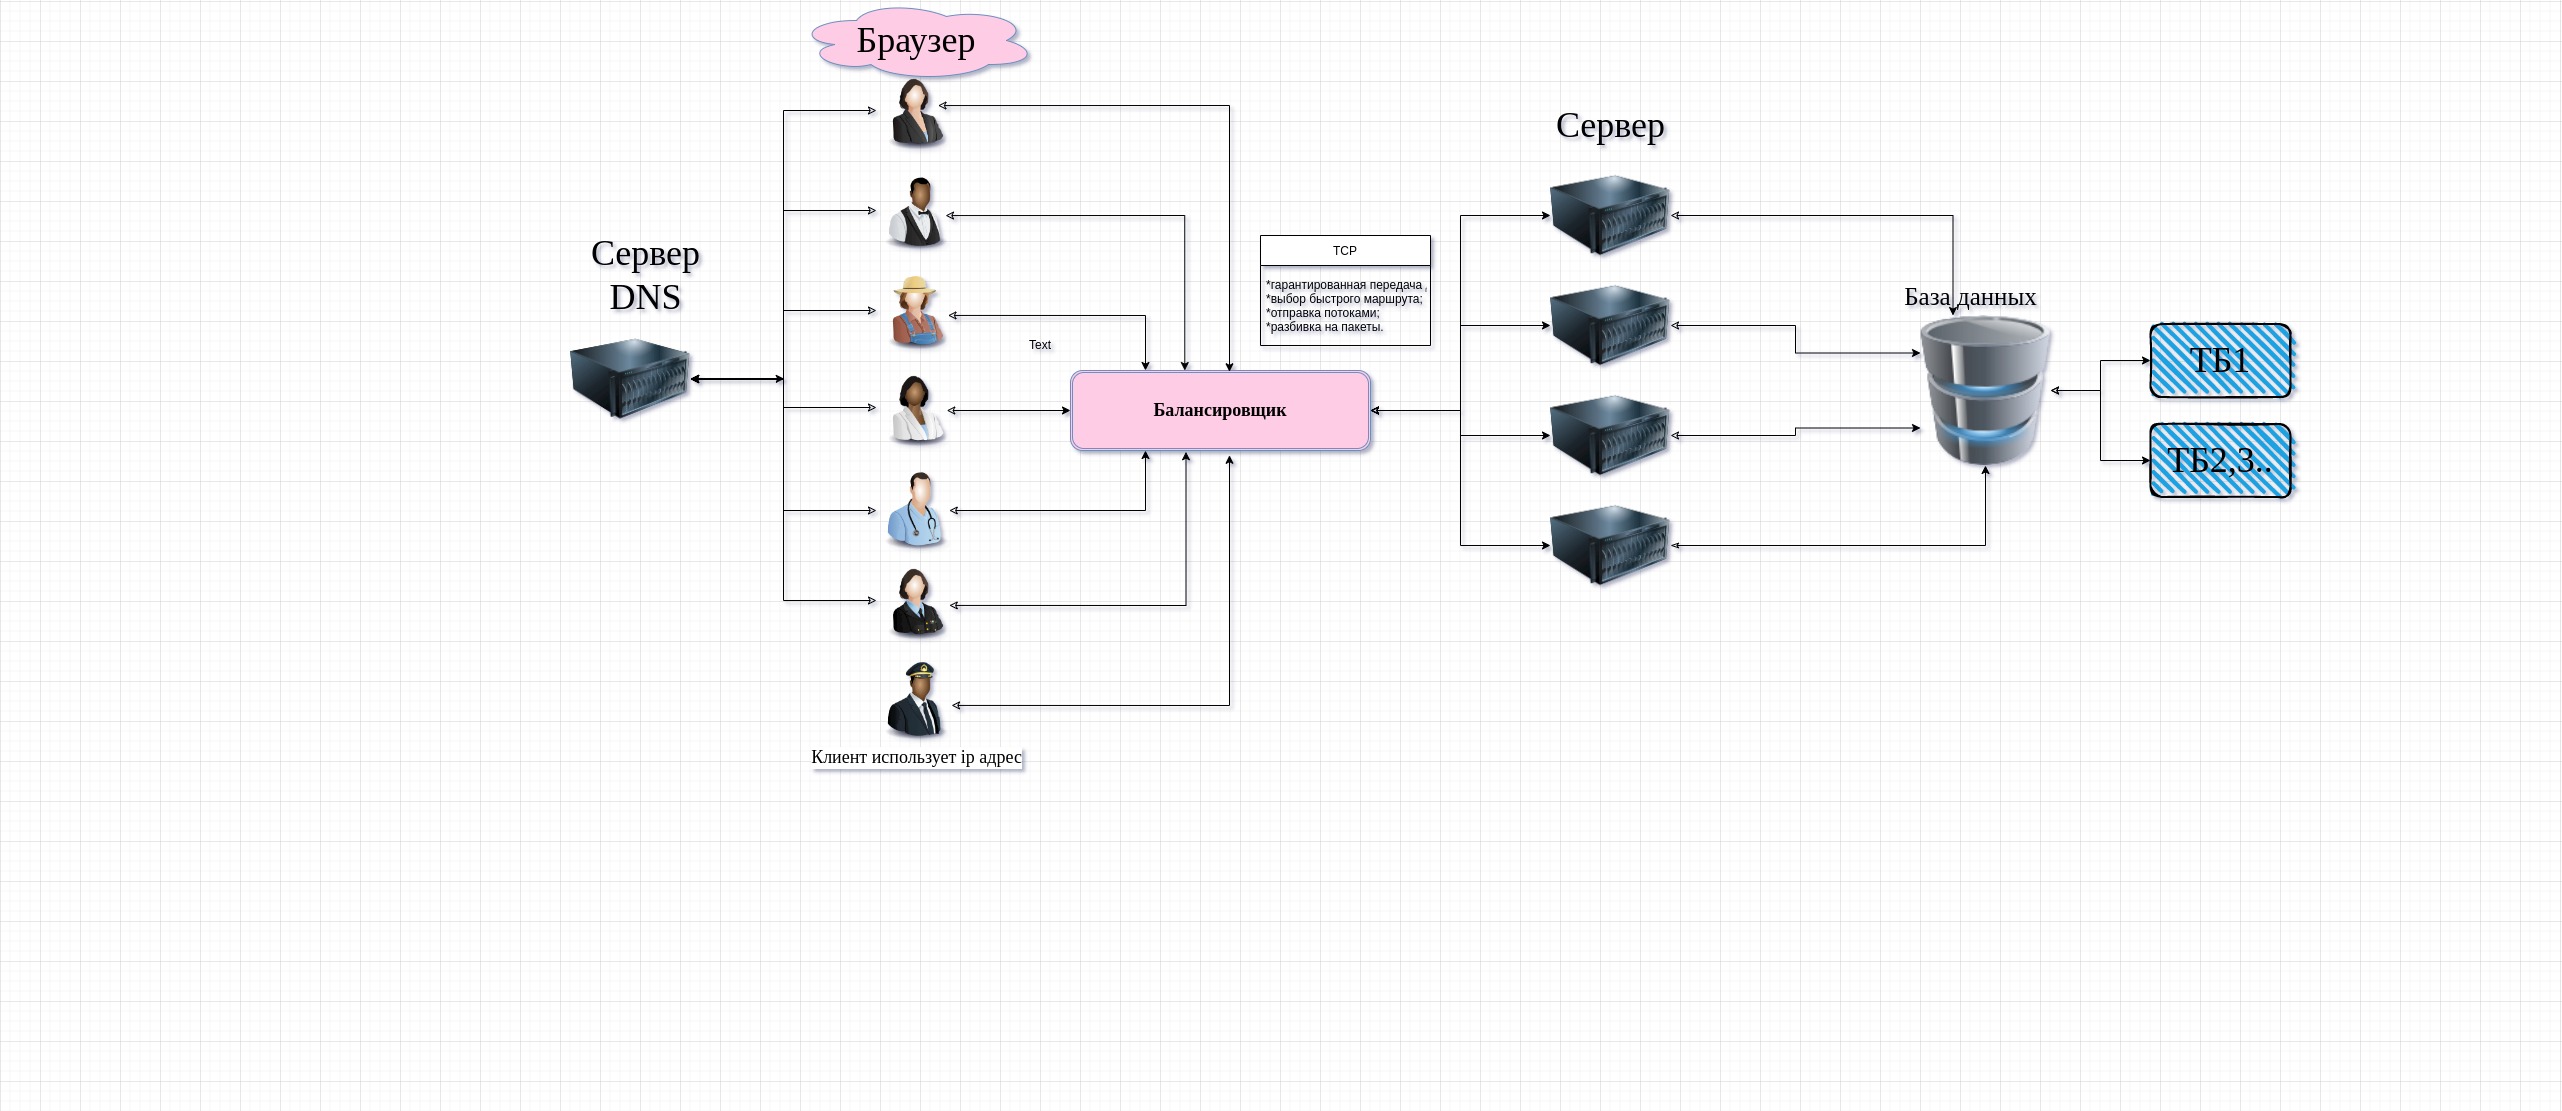 Браузер
Сервер
Сервер
DNS
TCP
*гарантированная передача ,
*выбор быстрого маршрута;
*отправка потоками;
*разбивка на пакеты.
База данных
Text
ТБ1
Балансировщик
ТБ2,3..
Клиент использует ip адрес